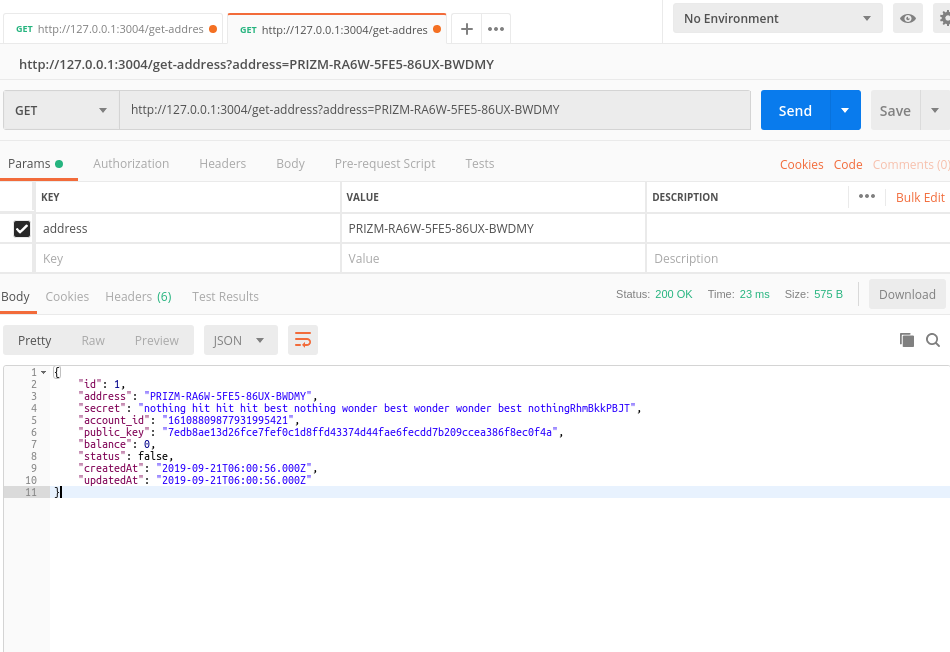 GET http://127.0.0.1:3004/get-addres GET http://127.0.0.1:3004/get-addres No Environment
http://127.0.0.1:3004/get-address?address=PRIZM-RA6W-5FE5-86UX-BWDMY
GET http://127.0.0.1:3004/get-address?address=PRIZM-RA6W-5FE5-86UX-BWDMY Send Save
Params Authorization Headers Body Pre-request Script Tests Cookies Code Comments (0)
KEY VALUE DESCRIPTION Bulk Edit
address PRIZM-RA6W-5FE5-86UX-BWDMY
Key Value Description
Body Cookies Headers (6) Test Results Status: 200 OK Time: 23 ms Size: 575 B Download
Pretty Raw Preview JSON
1 {
2 "id": 1,
3 "address": "PRIZM-RA6W-5FE5-86UX-BWDMY",
4 "secret": "nothing hit hit hit best nothing wonder best wonder wonder best nothingRhmBkkPBJT",
5 "account_id": "16108809877931995421",
6 "public_key": "7edb8ae13d26fce7fef0c1d8ffd43374d44fae6fecdd7b209ccea386f8ec0f4a",
7 "balance": 0,
8 "status": false,
9 "createdAt": "2019-09-21T06:00:56.000Z",
10 "updatedAt": "2019-09-21T06:00:56.000Z"
11 }